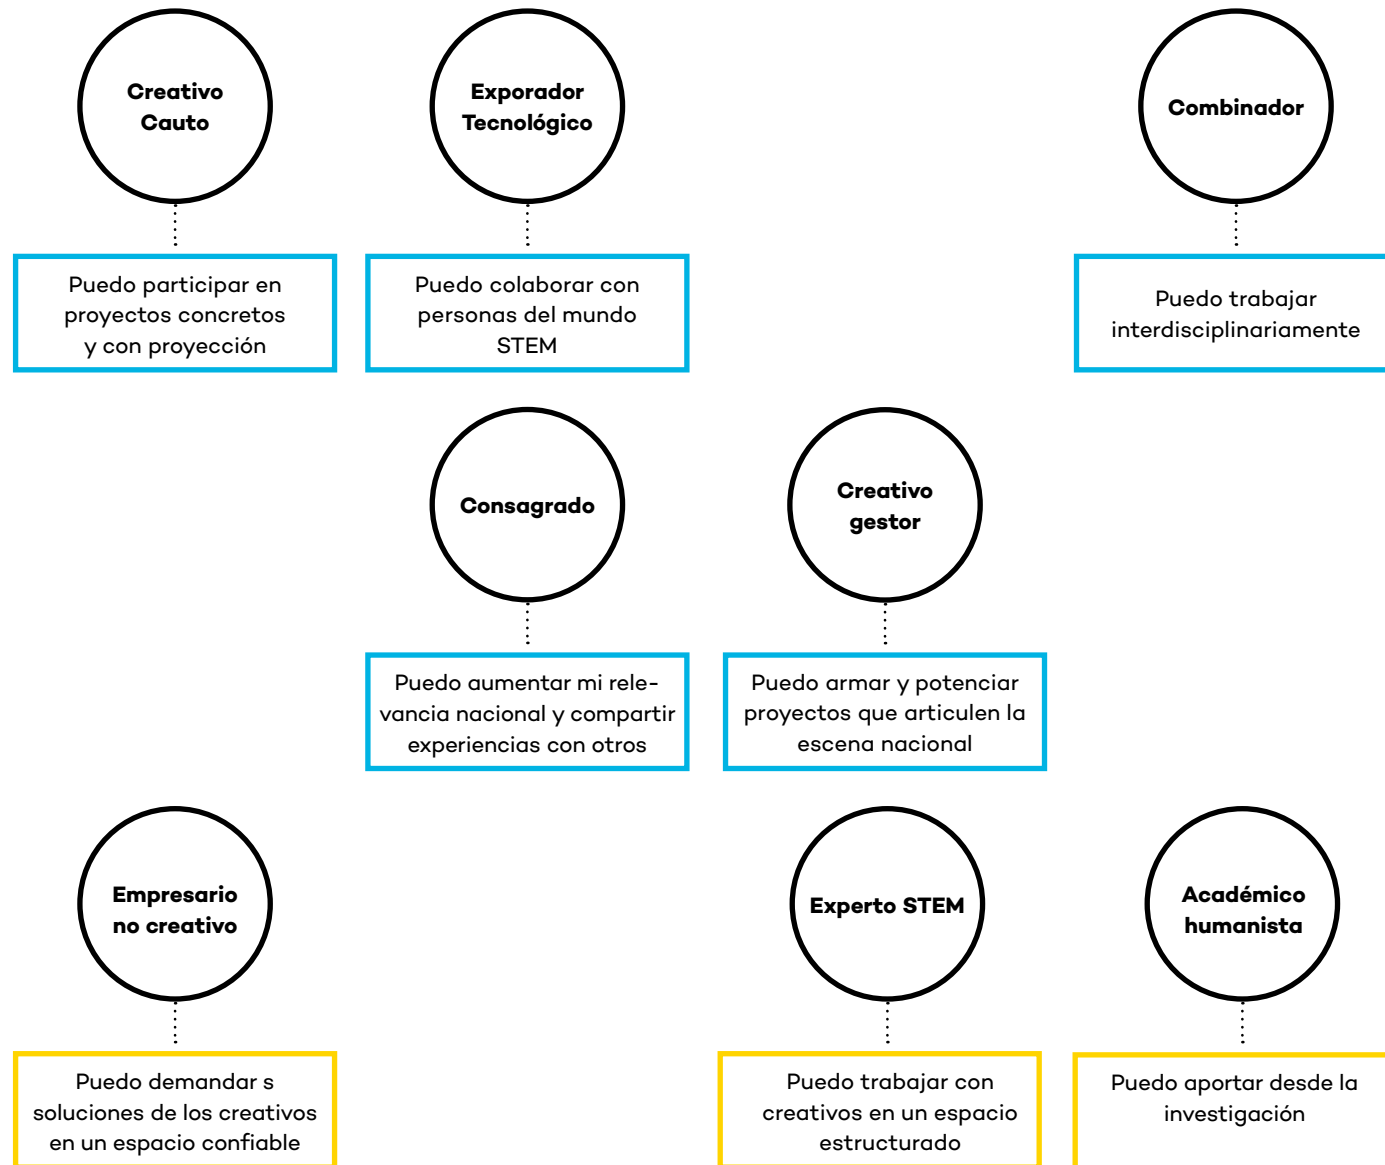 Creativo
Cauto
Exporador
Tecnológico
Combinador
Puedo participar en
proyectos concretos
y con proyección
Puedo colaborar con
personas del mundo
STEM
Puedo trabajar
interdisciplinariamente
Consagrado
Creativo
gestor
Puedo aumentar mi rele-
vancia nacional y compartir
experiencias con otros
Puedo armar y potenciar
proyectos que articulen la
escena nacional
Empresario
no creativo
Experto STEM
Académico
humanista
Puedo demandar s
soluciones de los creativos
en un espacio confiable
Puedo trabajar con
creativos en un espacio
estructurado
Puedo aportar desde la
investigación